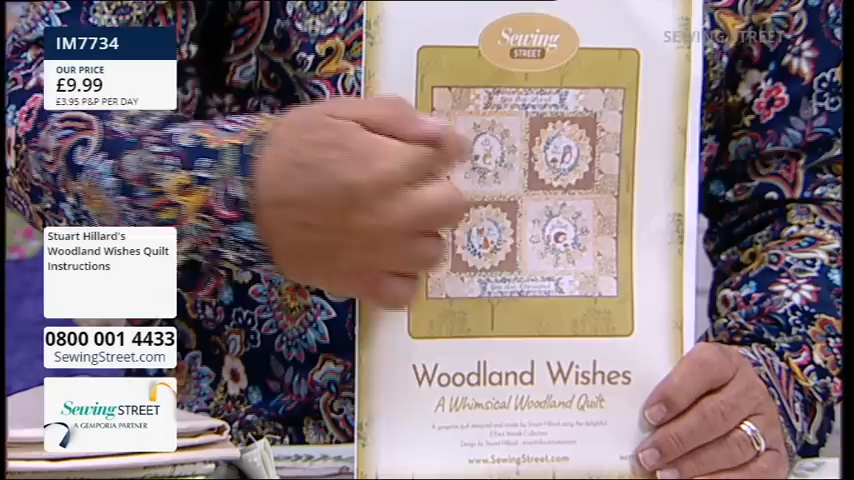 IM7734
OUR PRICE
£9.99
£3.95 P&P PER DAY
Stuart Hillard's
Woodland Wishes Quilt
Instructions
0800 001 4433
SewingStreet.com
Sewing STREET
A GEMPORIA PARTNER
SEWING STREET
Sewing
STREET
Woodland Wishes
A Whimsical Woodland Quilt
www.SewingStreet.com